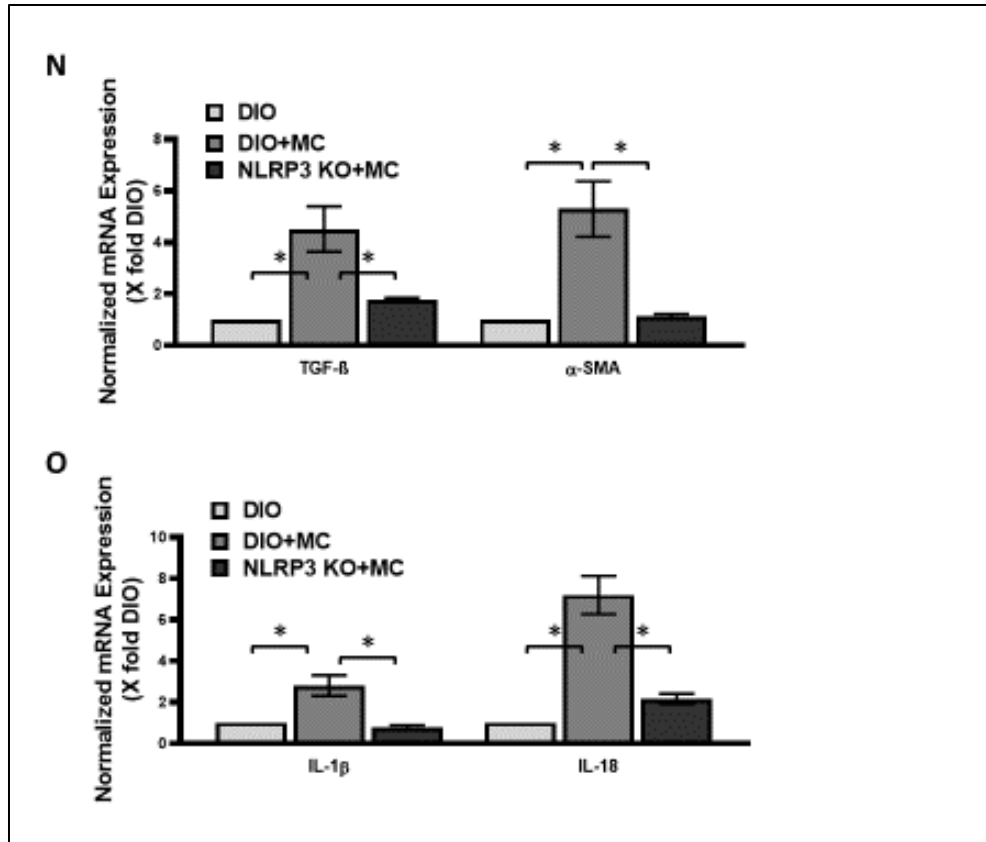 N
Normalized mRNA Expression
(X fold DIO)
DIO
DIO+MC
NLRP3 KO+MC
8
6
4
2
0
* *
* *
TGF-ß
α-SMA
O
Normalized mRNA Expression
(X fold DIO)
DIO
DIO+MC
NLRP3 KO+MC
10
8
6
4
2
0
* *
* *
IL-1β
IL-18